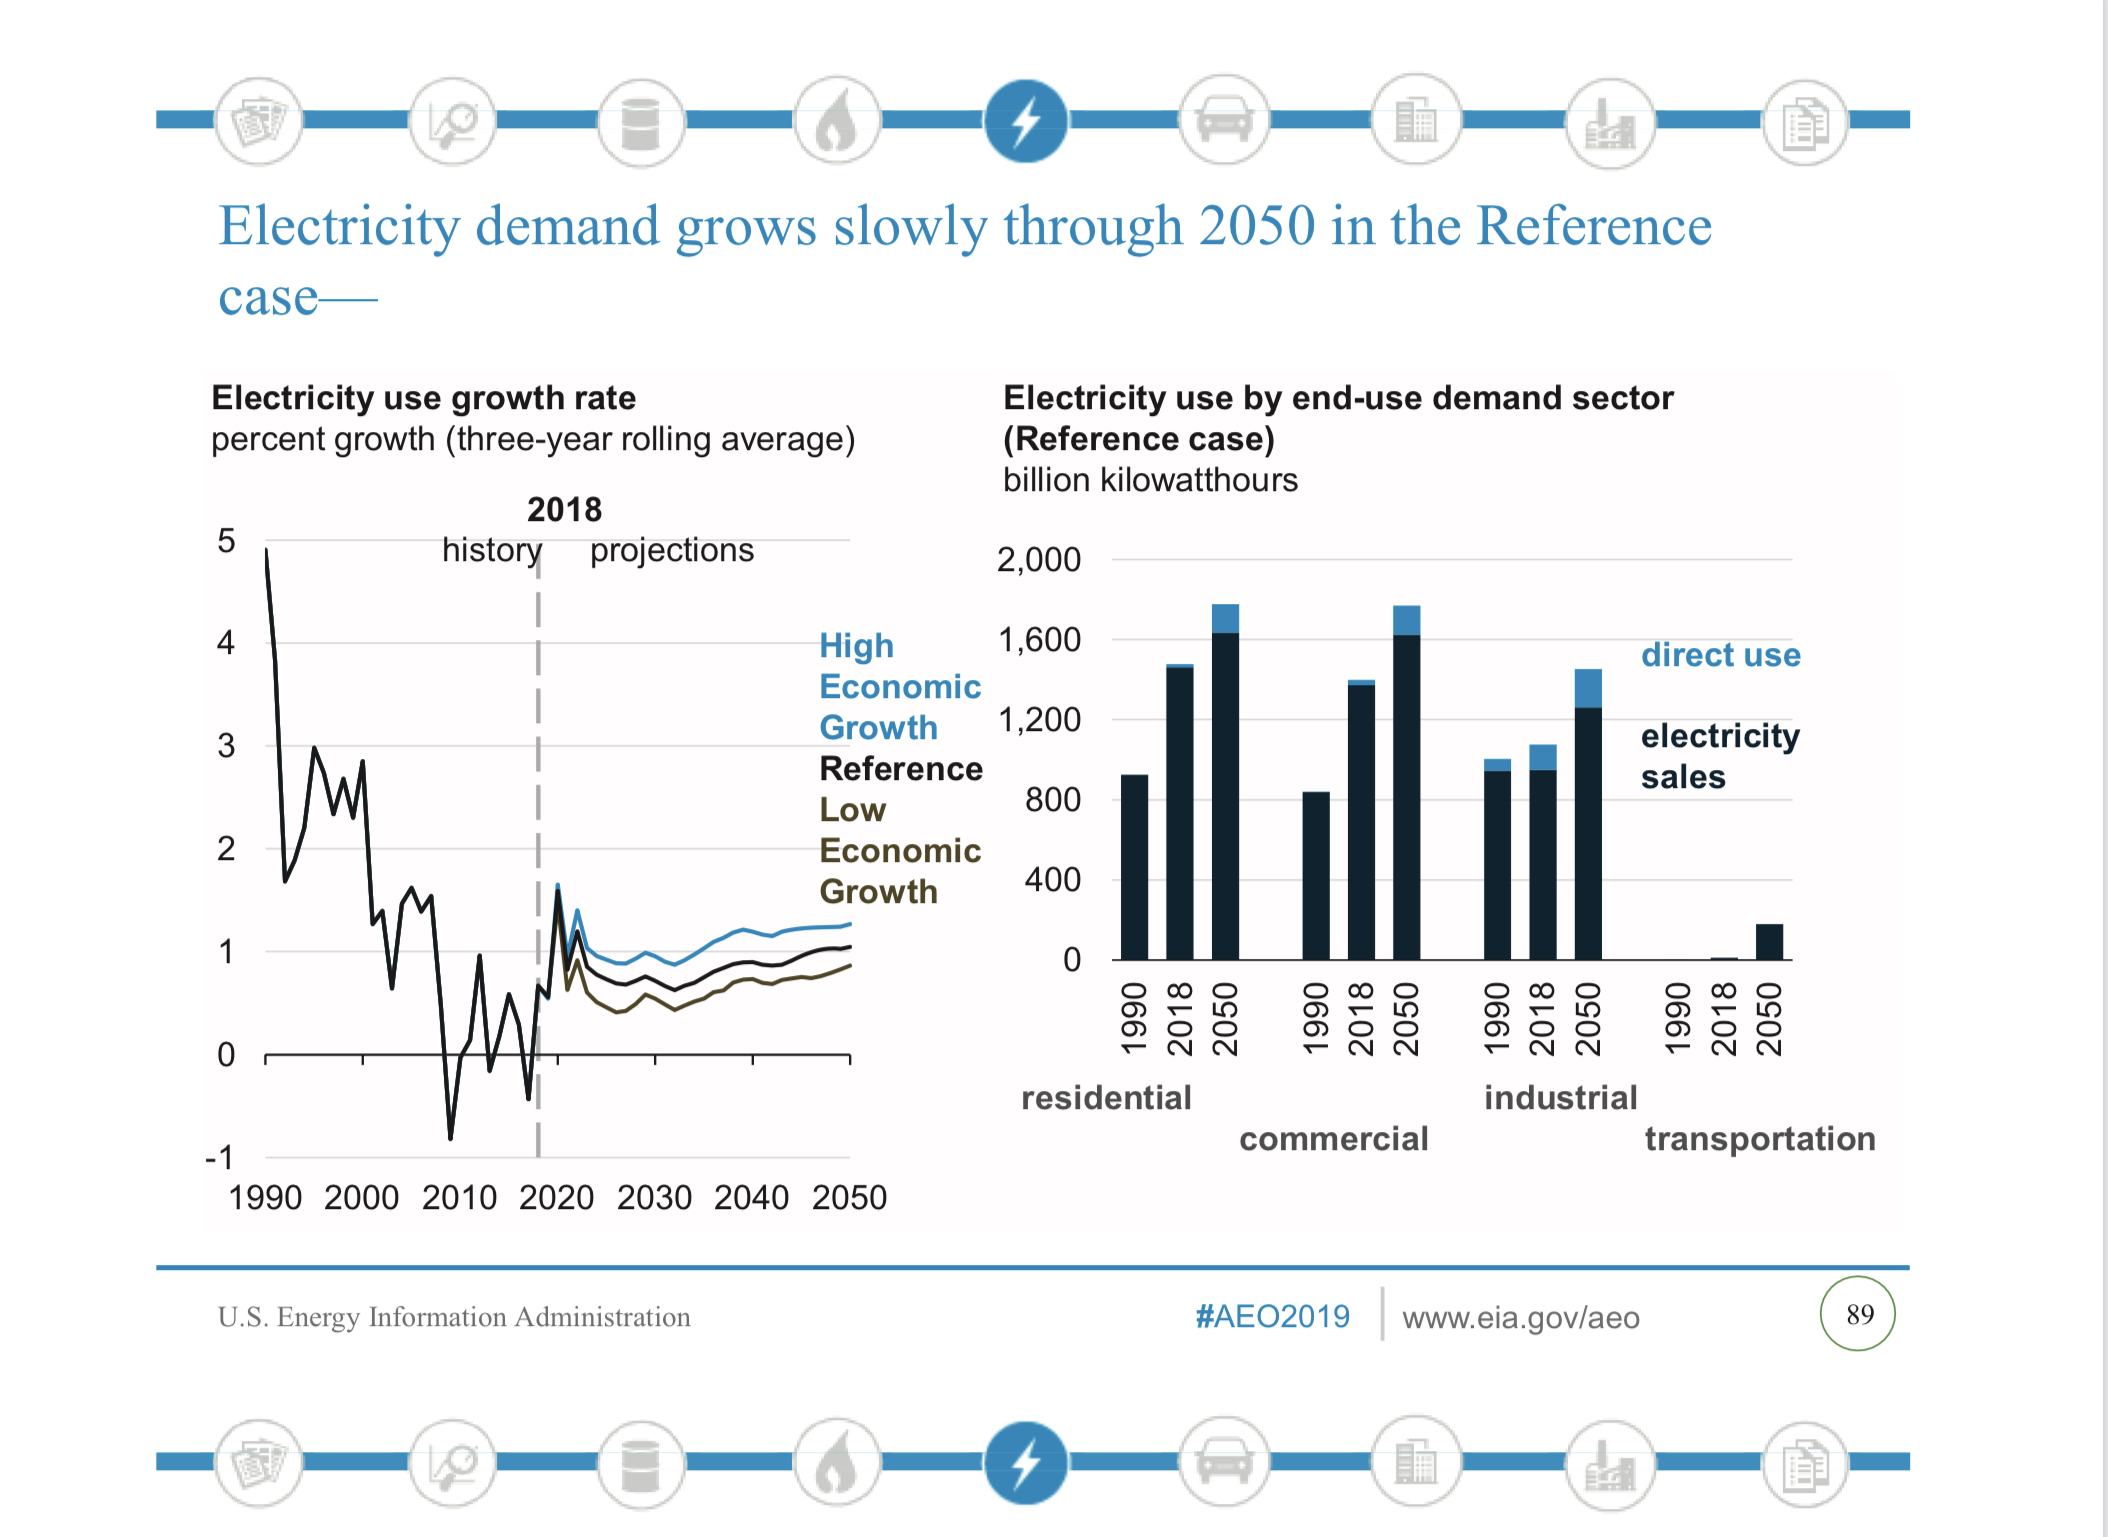 Electricity demand grows slowly through 2050 in the Reference
case—
Electricity use growth rate
percent growth (three-year rolling average)
2018
history projections
5
4
3
2
1
0
-1
1990 2000 2010 2020 2030 2040 2050
High
Economic
Growth
Reference
Low
Economic
Growth
Electricity use by end-use demand sector
(Reference case)
billion kilowatthours
2,000
1,600
1,200
800
400
0
direct use
electricity
sales
1990 2018 2050 1990 2018 2050 1990 2018 2050 1990 2018 2050
residential industrial
commercial transportation
U.S. Energy Information Administration #AEO2019 www.eia.gov/aeo 89